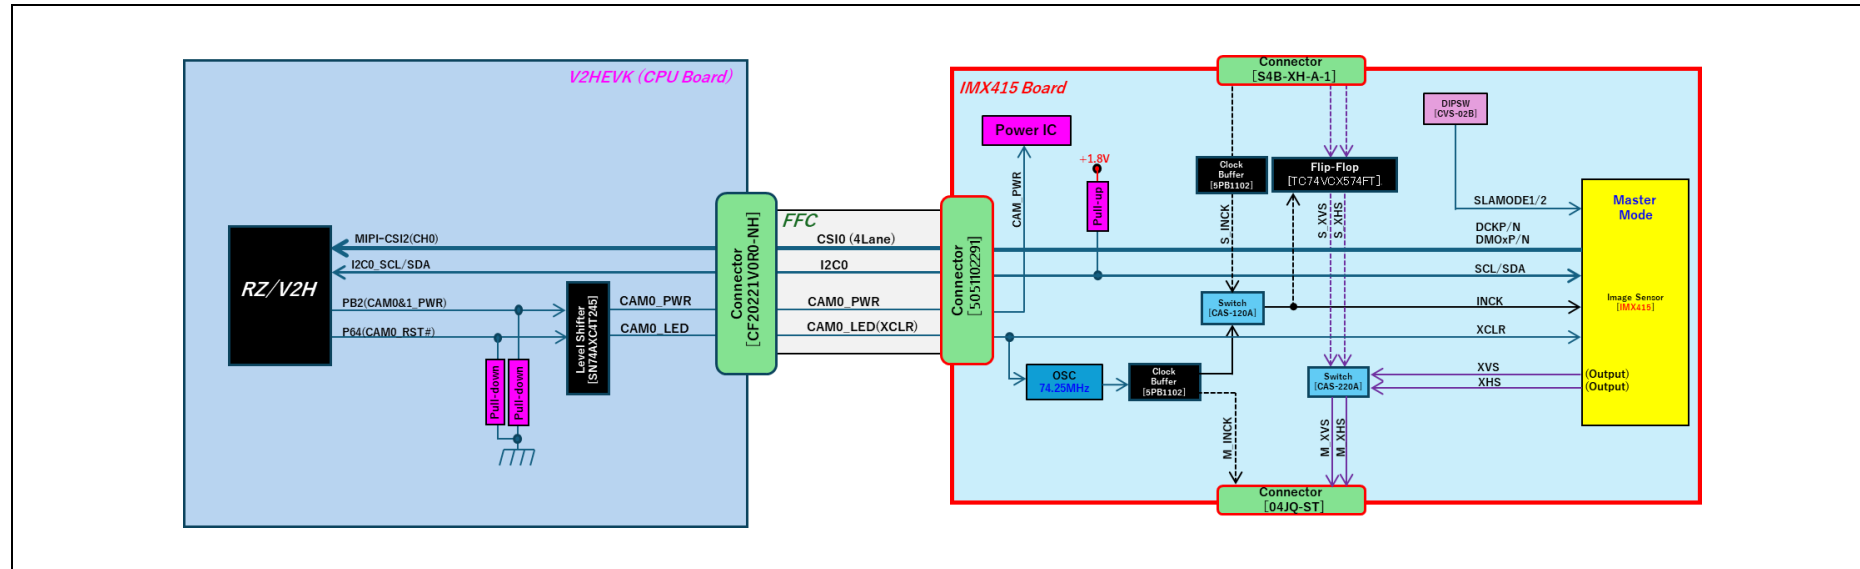 V2HEVK (CPU Board)
RZ/V2H
MIPI-CSI2(CH0)
I2C0_SCL/SDA
PB2(CAM0&1_PWR)
P64(CAM0_RST#)
Pull-down
Pull-down
Level Shifter
[SN74AXC4T245]
CAM0_PWR
CAM0_LED
Connector
[CF20221V0R0-NH]
FFC
CSI0 (4Lane)
I2C0
CAM0_PWR
CAM0_LED(XCLR)
Connector
[5051102291]
IMX415 Board
Power IC
CAM_PWR
+1.8V
Pull-up
OSC
74.25MHz
Clock
Buffer
[5PB1102]
Connector
[S4B-XH-A-1]
Clock
Buffer
[5PB1102]
S_INCK
Flip-Flop
[TC74VCX574FT]
S_XVS
S_XHS
Switch
[CAS-120A]
Switch
[CAS-220A]
M_INCK
M_XVS
M_XHS
Connector
[04JQ-ST]
DIPSW
[CVS-02B]
SLAMODE1/2
DCKP/N
DMOxP/N
SCL/SDA
INCK
XCLR
XVS
XHS
Master
Mode
Image Sensor
[IMX415]
(Output)
(Output)